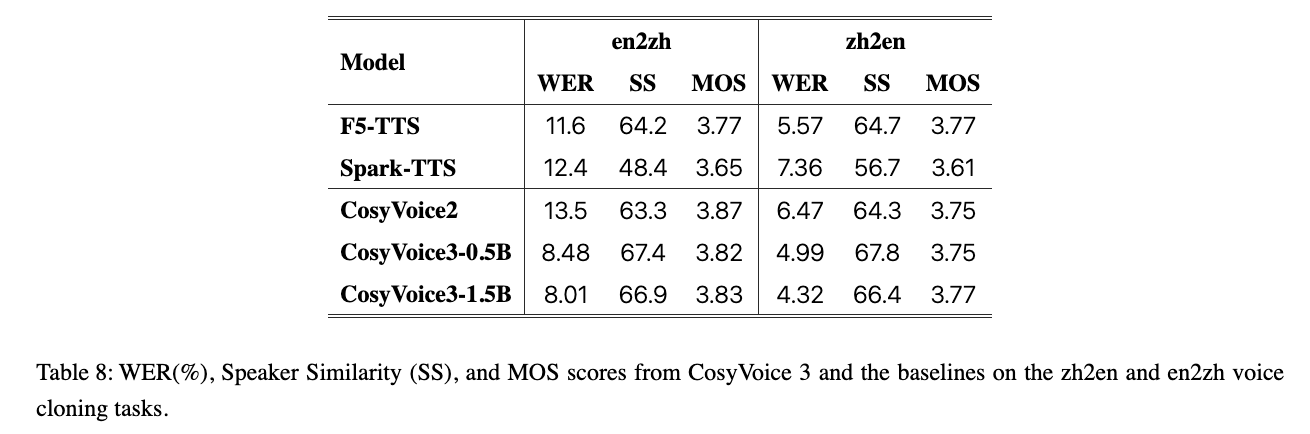 Model en2zh zh2en
WER SS MOS WER SS MOS
F5-TTS 11.6 64.2 3.77 5.57 64.7 3.77
Spark-TTS 12.4 48.4 3.65 7.36 56.7 3.61
CosyVoice2 13.5 63.3 3.87 6.47 64.3 3.75
CosyVoice3-0.5B 8.48 67.4 3.82 4.99 67.8 3.75
CosyVoice3-1.5B 8.01 66.9 3.83 4.32 66.4 3.77
Table 8: WER(%), Speaker Similarity (SS), and MOS scores from CosyVoice 3 and the baselines on the zh2en and en2zh voice
cloning tasks.